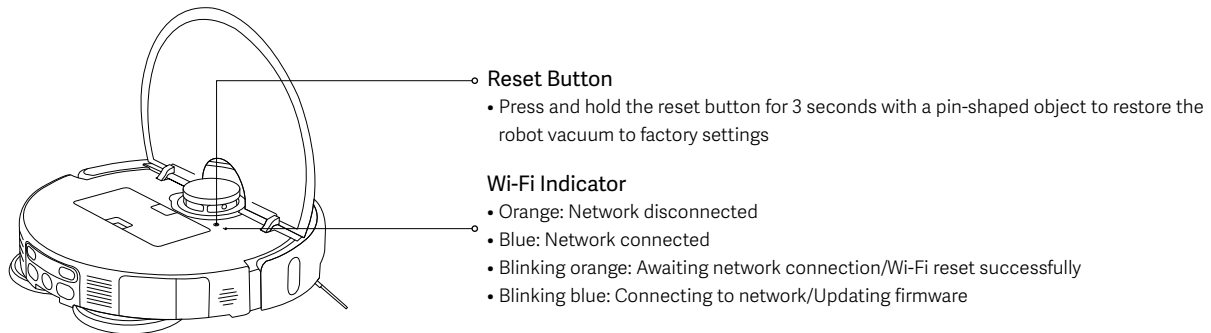 Reset Button
• Press and hold the reset button for 3 seconds with a pin-shaped object to restore the
robot vacuum to factory settings
Wi-Fi Indicator
• Orange: Network disconnected
• Blue: Network connected
• Blinking orange: Awaiting network connection/Wi-Fi reset successfully
• Blinking blue: Connecting to network/Updating firmware